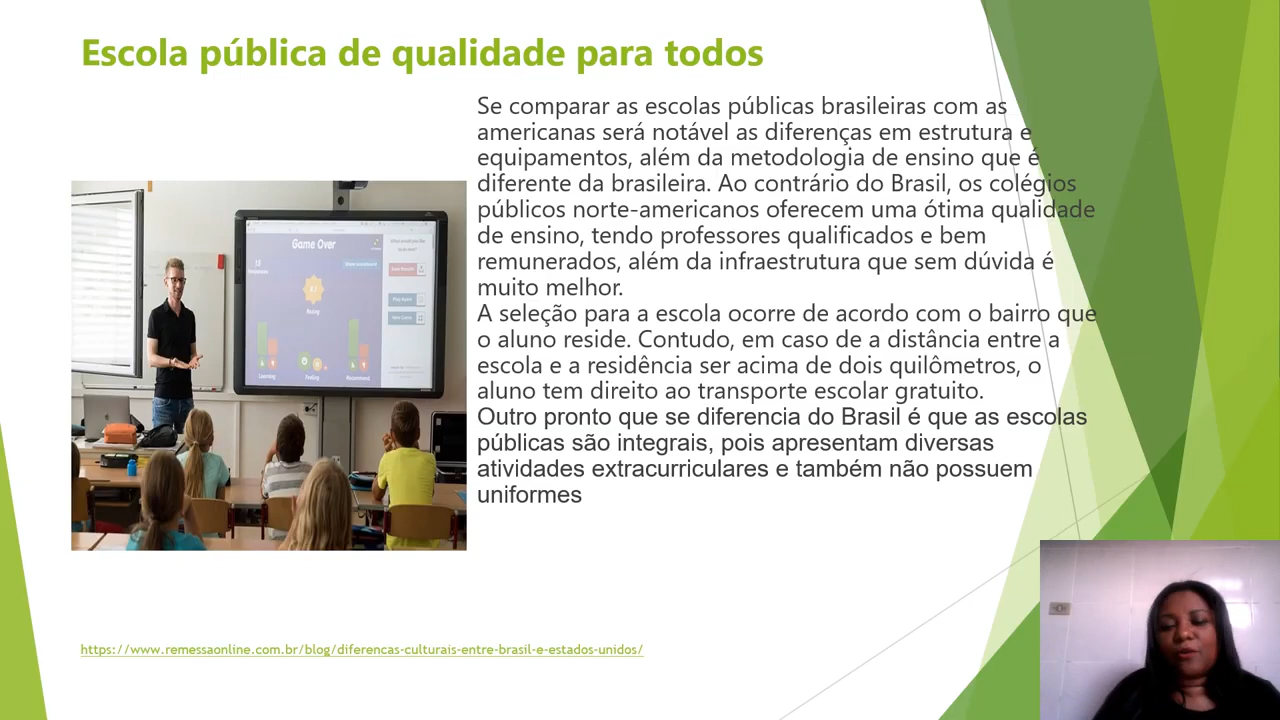 Escola pública de qualidade para todos
Se comparar as escolas públicas brasileiras com as
americanas será notável as diferenças em estrutura e
equipamentos, além da metodologia de ensino que é
diferente da brasileira. Ao contrário do Brasil, os colégios
públicos norte-americanos oferecem uma ótima qualidade
de ensino, tendo professores qualificados e bem
remunerados, além da infraestrutura que sem dúvida é
muito melhor.
A seleção para a escola ocorre de acordo com o bairro que
o aluno reside. Contudo, em caso de a distância entre a
escola e a residência ser acima de dois quilômetros, o
aluno tem direito ao transporte escolar gratuito.
Outro pronto que se diferencia do Brasil é que as escolas
públicas são integrais, pois apresentam diversas
atividades extracurriculares e também não possuem
uniformes
Game Over
Learning
Feeling
Recommend
https://www.remessaonline.com.br/blog/diferencas-culturais-entre-brasil-e-estados-unidos/